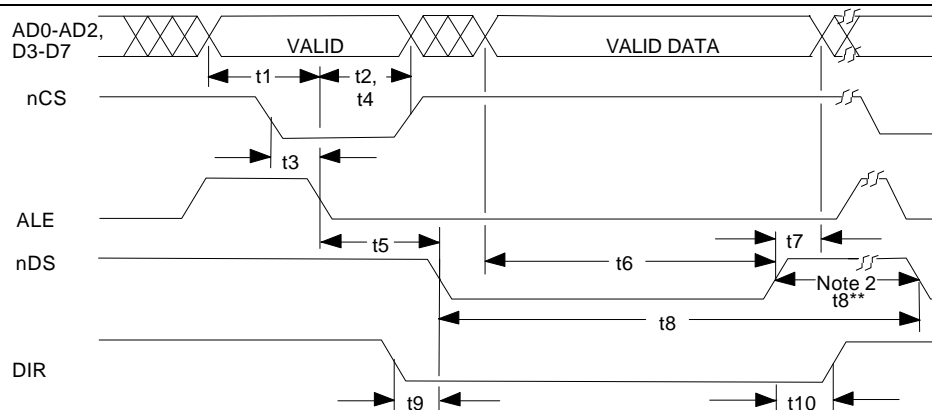 AD0-AD2,
D3-D7
VALID
VALID DATA
t1
t2,
t4
nCS
t3
ALE
t5
t7
nDS
t6
Note 2
t8**
t8
DIR
t9
t10